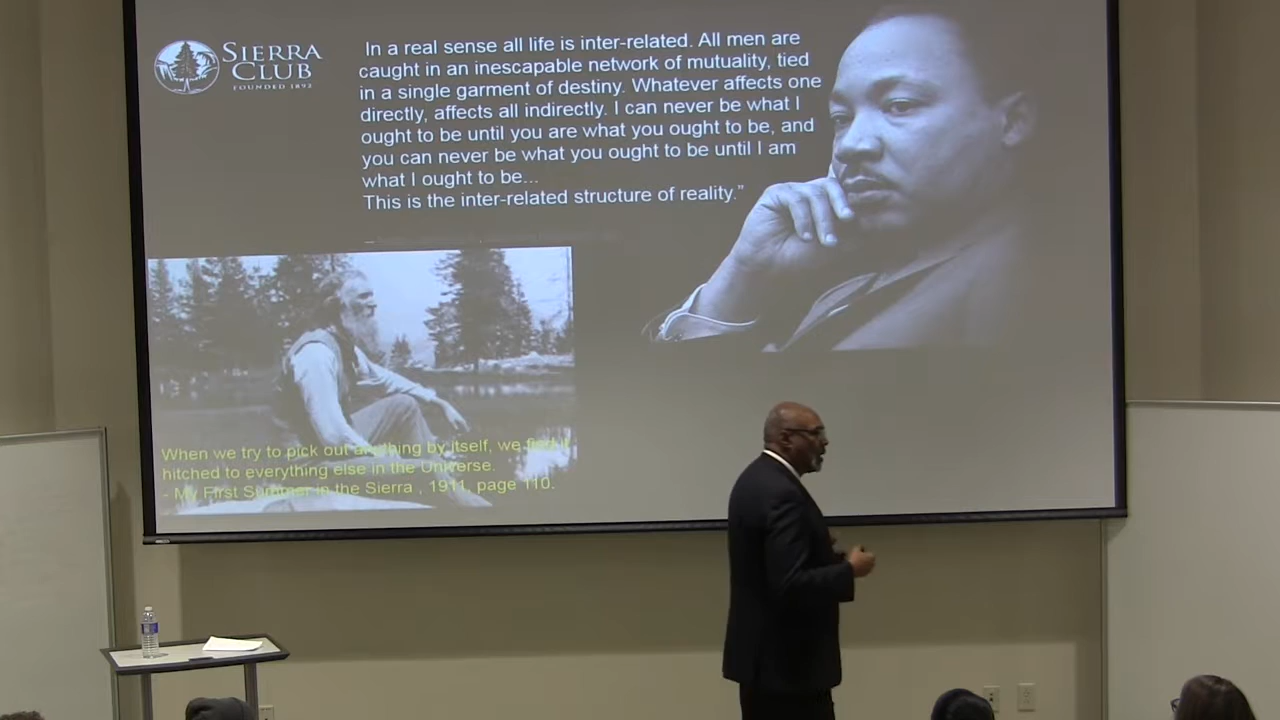 SIERRA
CLUB
FOUNDED 1892
In a real sense all life is inter-related. All men are
caught in an inescapable network of mutuality, tied
in a single garment of destiny. Whatever affects one
directly, affects all indirectly. I can never be what I
ought to be until you are what you ought to be, and
you can never be what you ought to be until I am
what I ought to be...
This is the inter-related structure of reality.”
When we try to pick out anything by itself, we find it
hitched to everything else in the Universe.
- My First Summer in the Sierra , 1911, page 110.